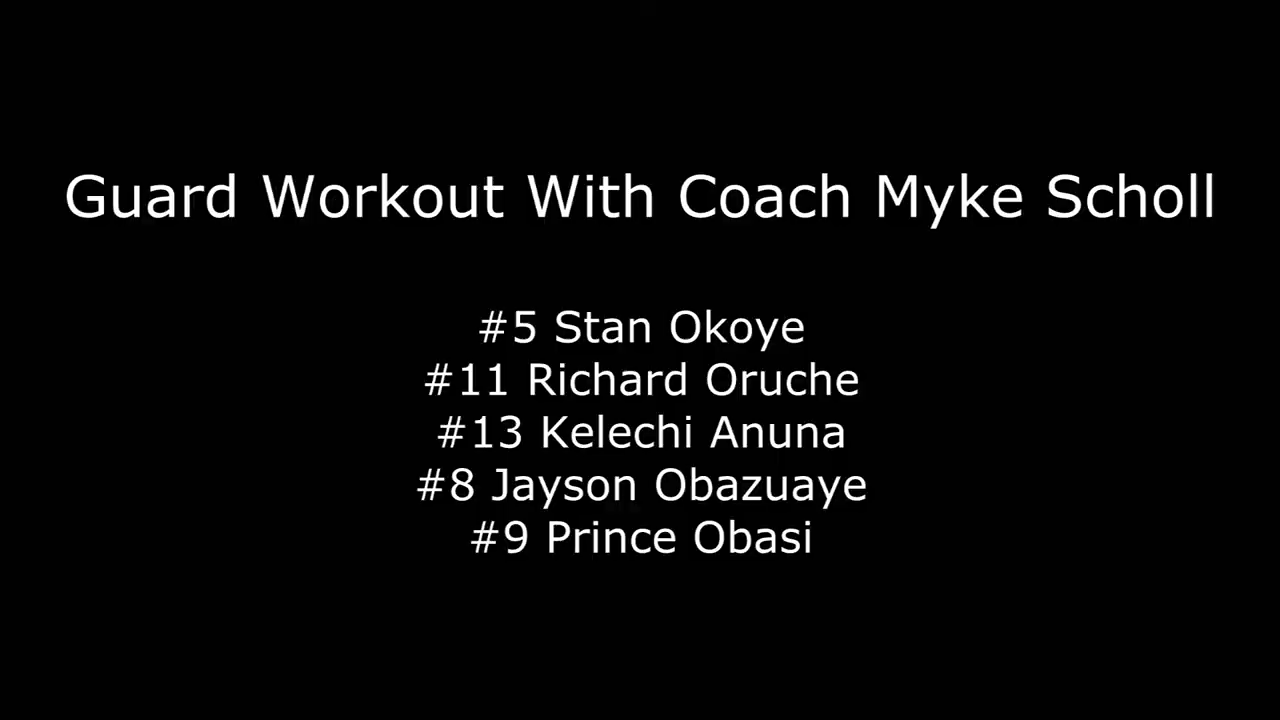 Guard Workout With Coach Myke Scholl
#5 Stan Okoye
#11 Richard Oruche
#13 Kelechi Anuna
#8 Jayson Obazuaye
#9 Prince Obasi